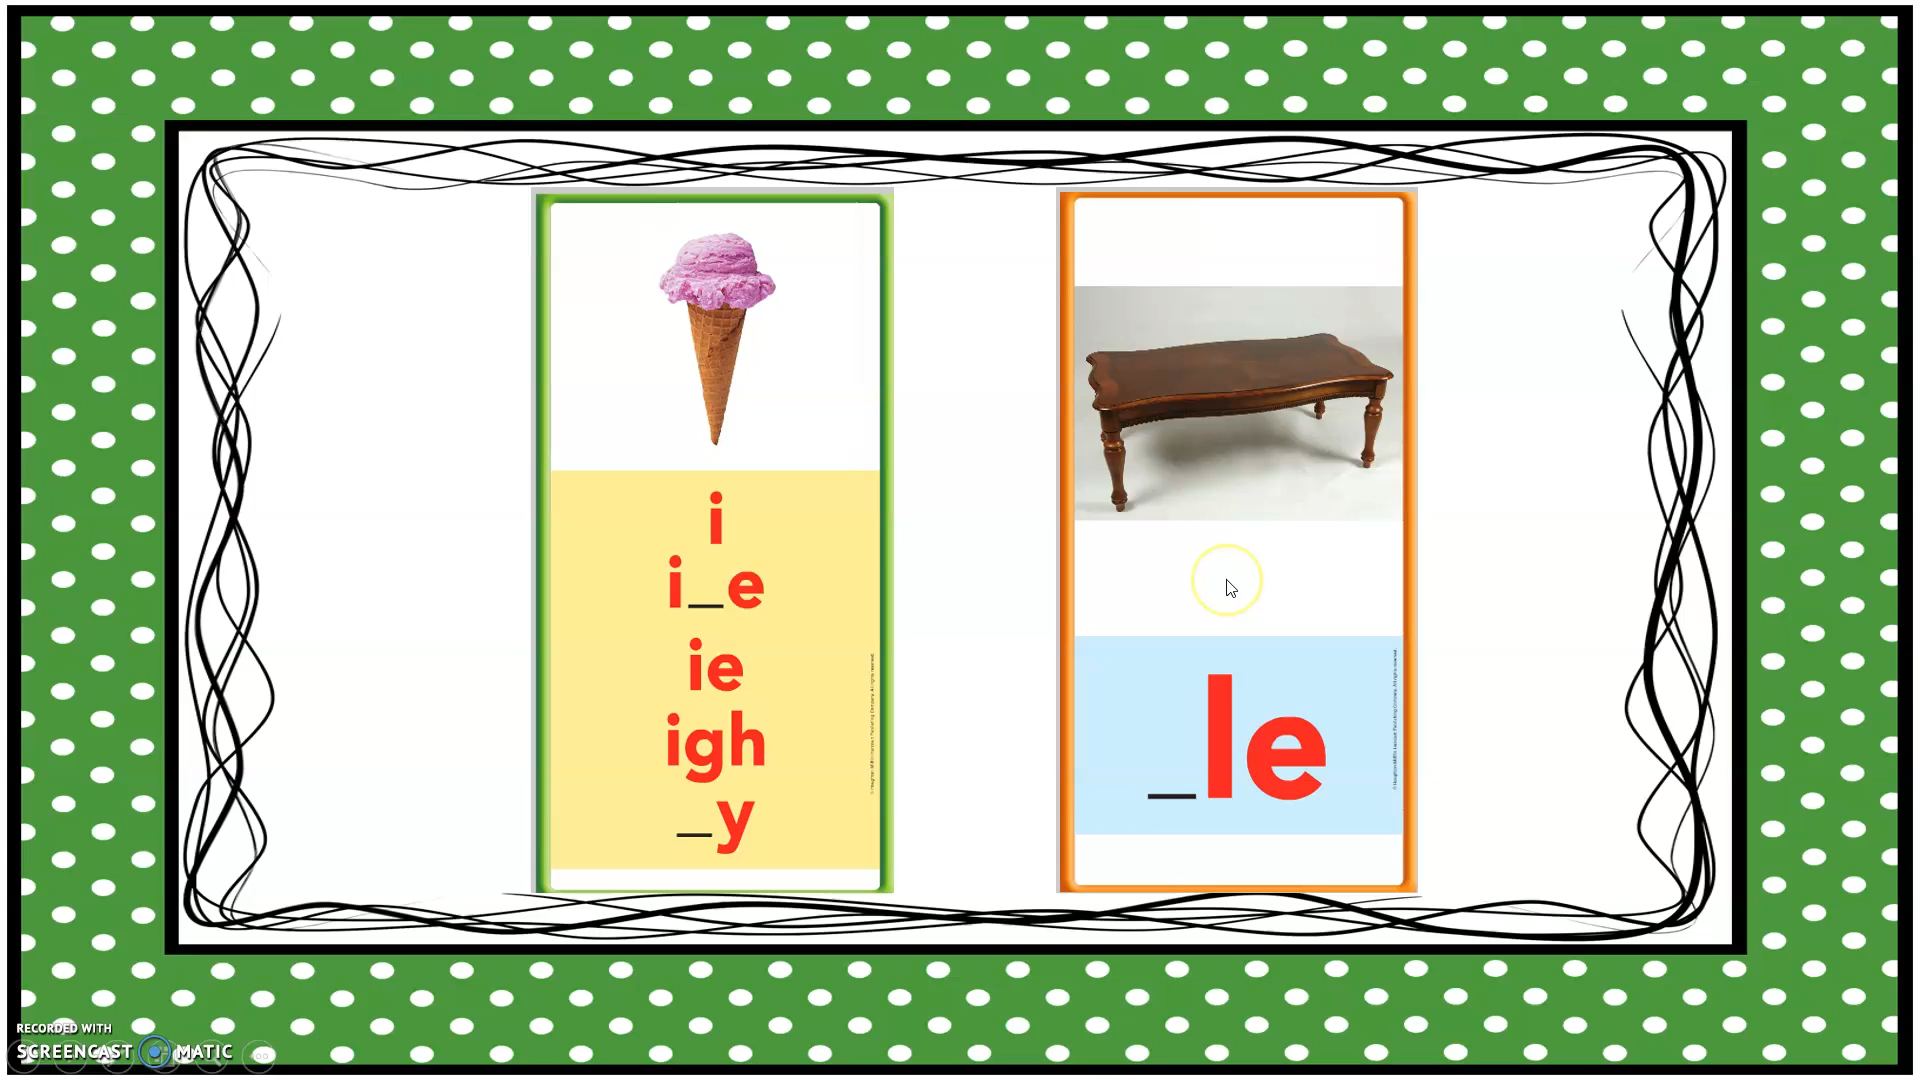 i
i_e
ie
igh
_y
_le
RECORDED WITH
SCREENCAST MATIC